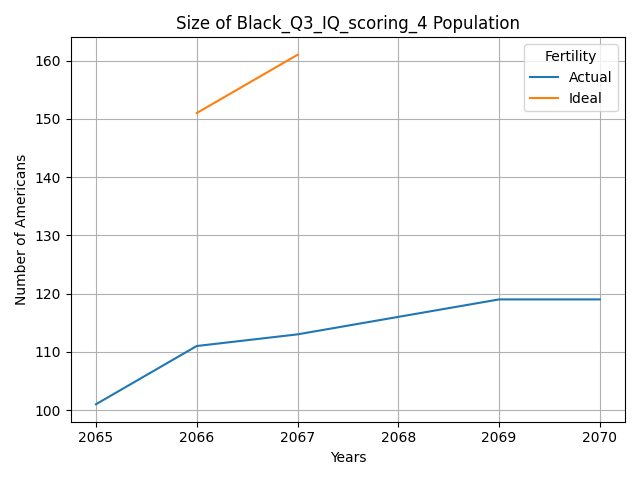 Size of Black_Q3_IQ_scoring_4 Population
Fertility
Actual
Ideal
Number of Americans
160
150
140
130
120
110
100
2065 2066 2067 2068 2069 2070
Years